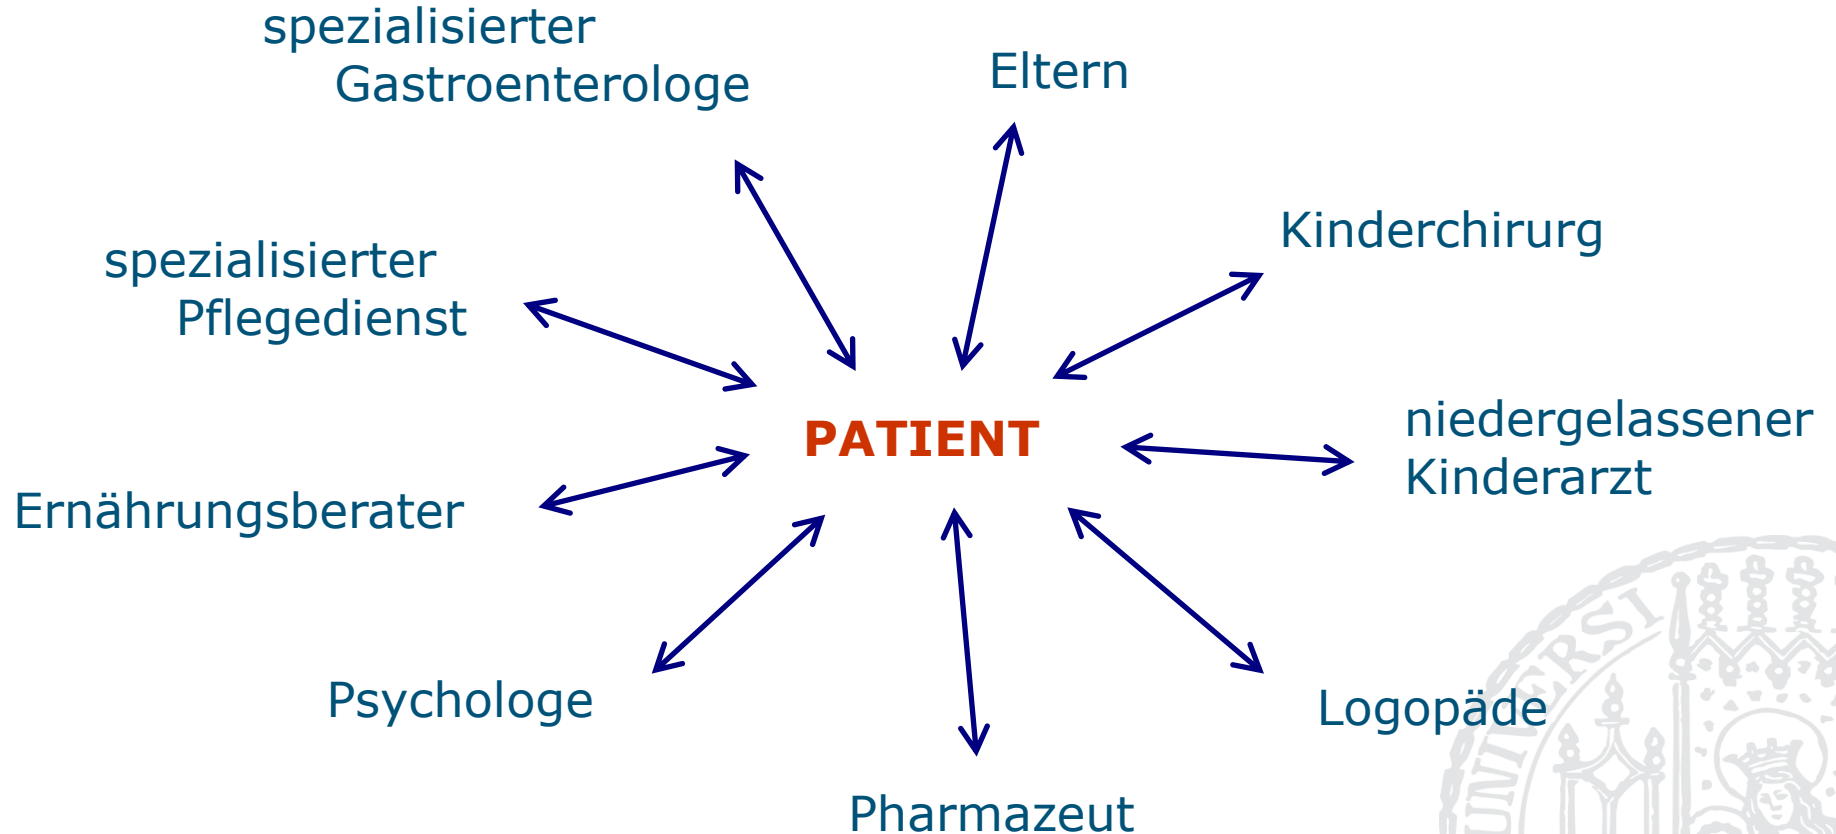 spezialisierter
Gastroenterologe
Eltern
Kinderchirurg
spezialisierter
Pflegedienst
niedergelassener
Kinderarzt
PATIENT
Ernährungsberater
Psychologe
Logopäde
Pharmazeut